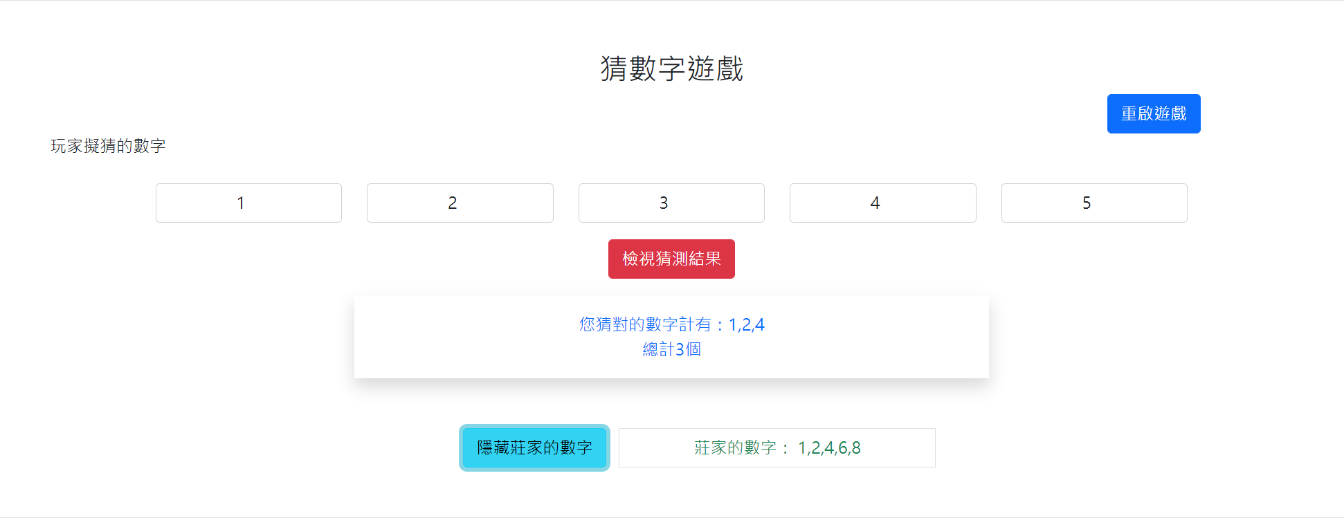 猜數字遊戲
重啟遊戲
玩家擬猜的數字
1 2 3 4 5
檢視猜測結果
您猜對的數字計有：1,2,4
總計3個
隱藏莊家的數字 莊家的數字： 1,2,4,6,8